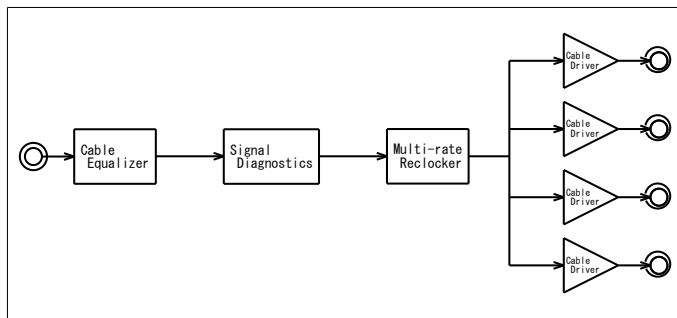 Cable
Equalizer
Signal
Diagnostics
Multi-rate
Reclocker
Cable
Driver
Cable
Driver
Cable
Driver
Cable
Driver